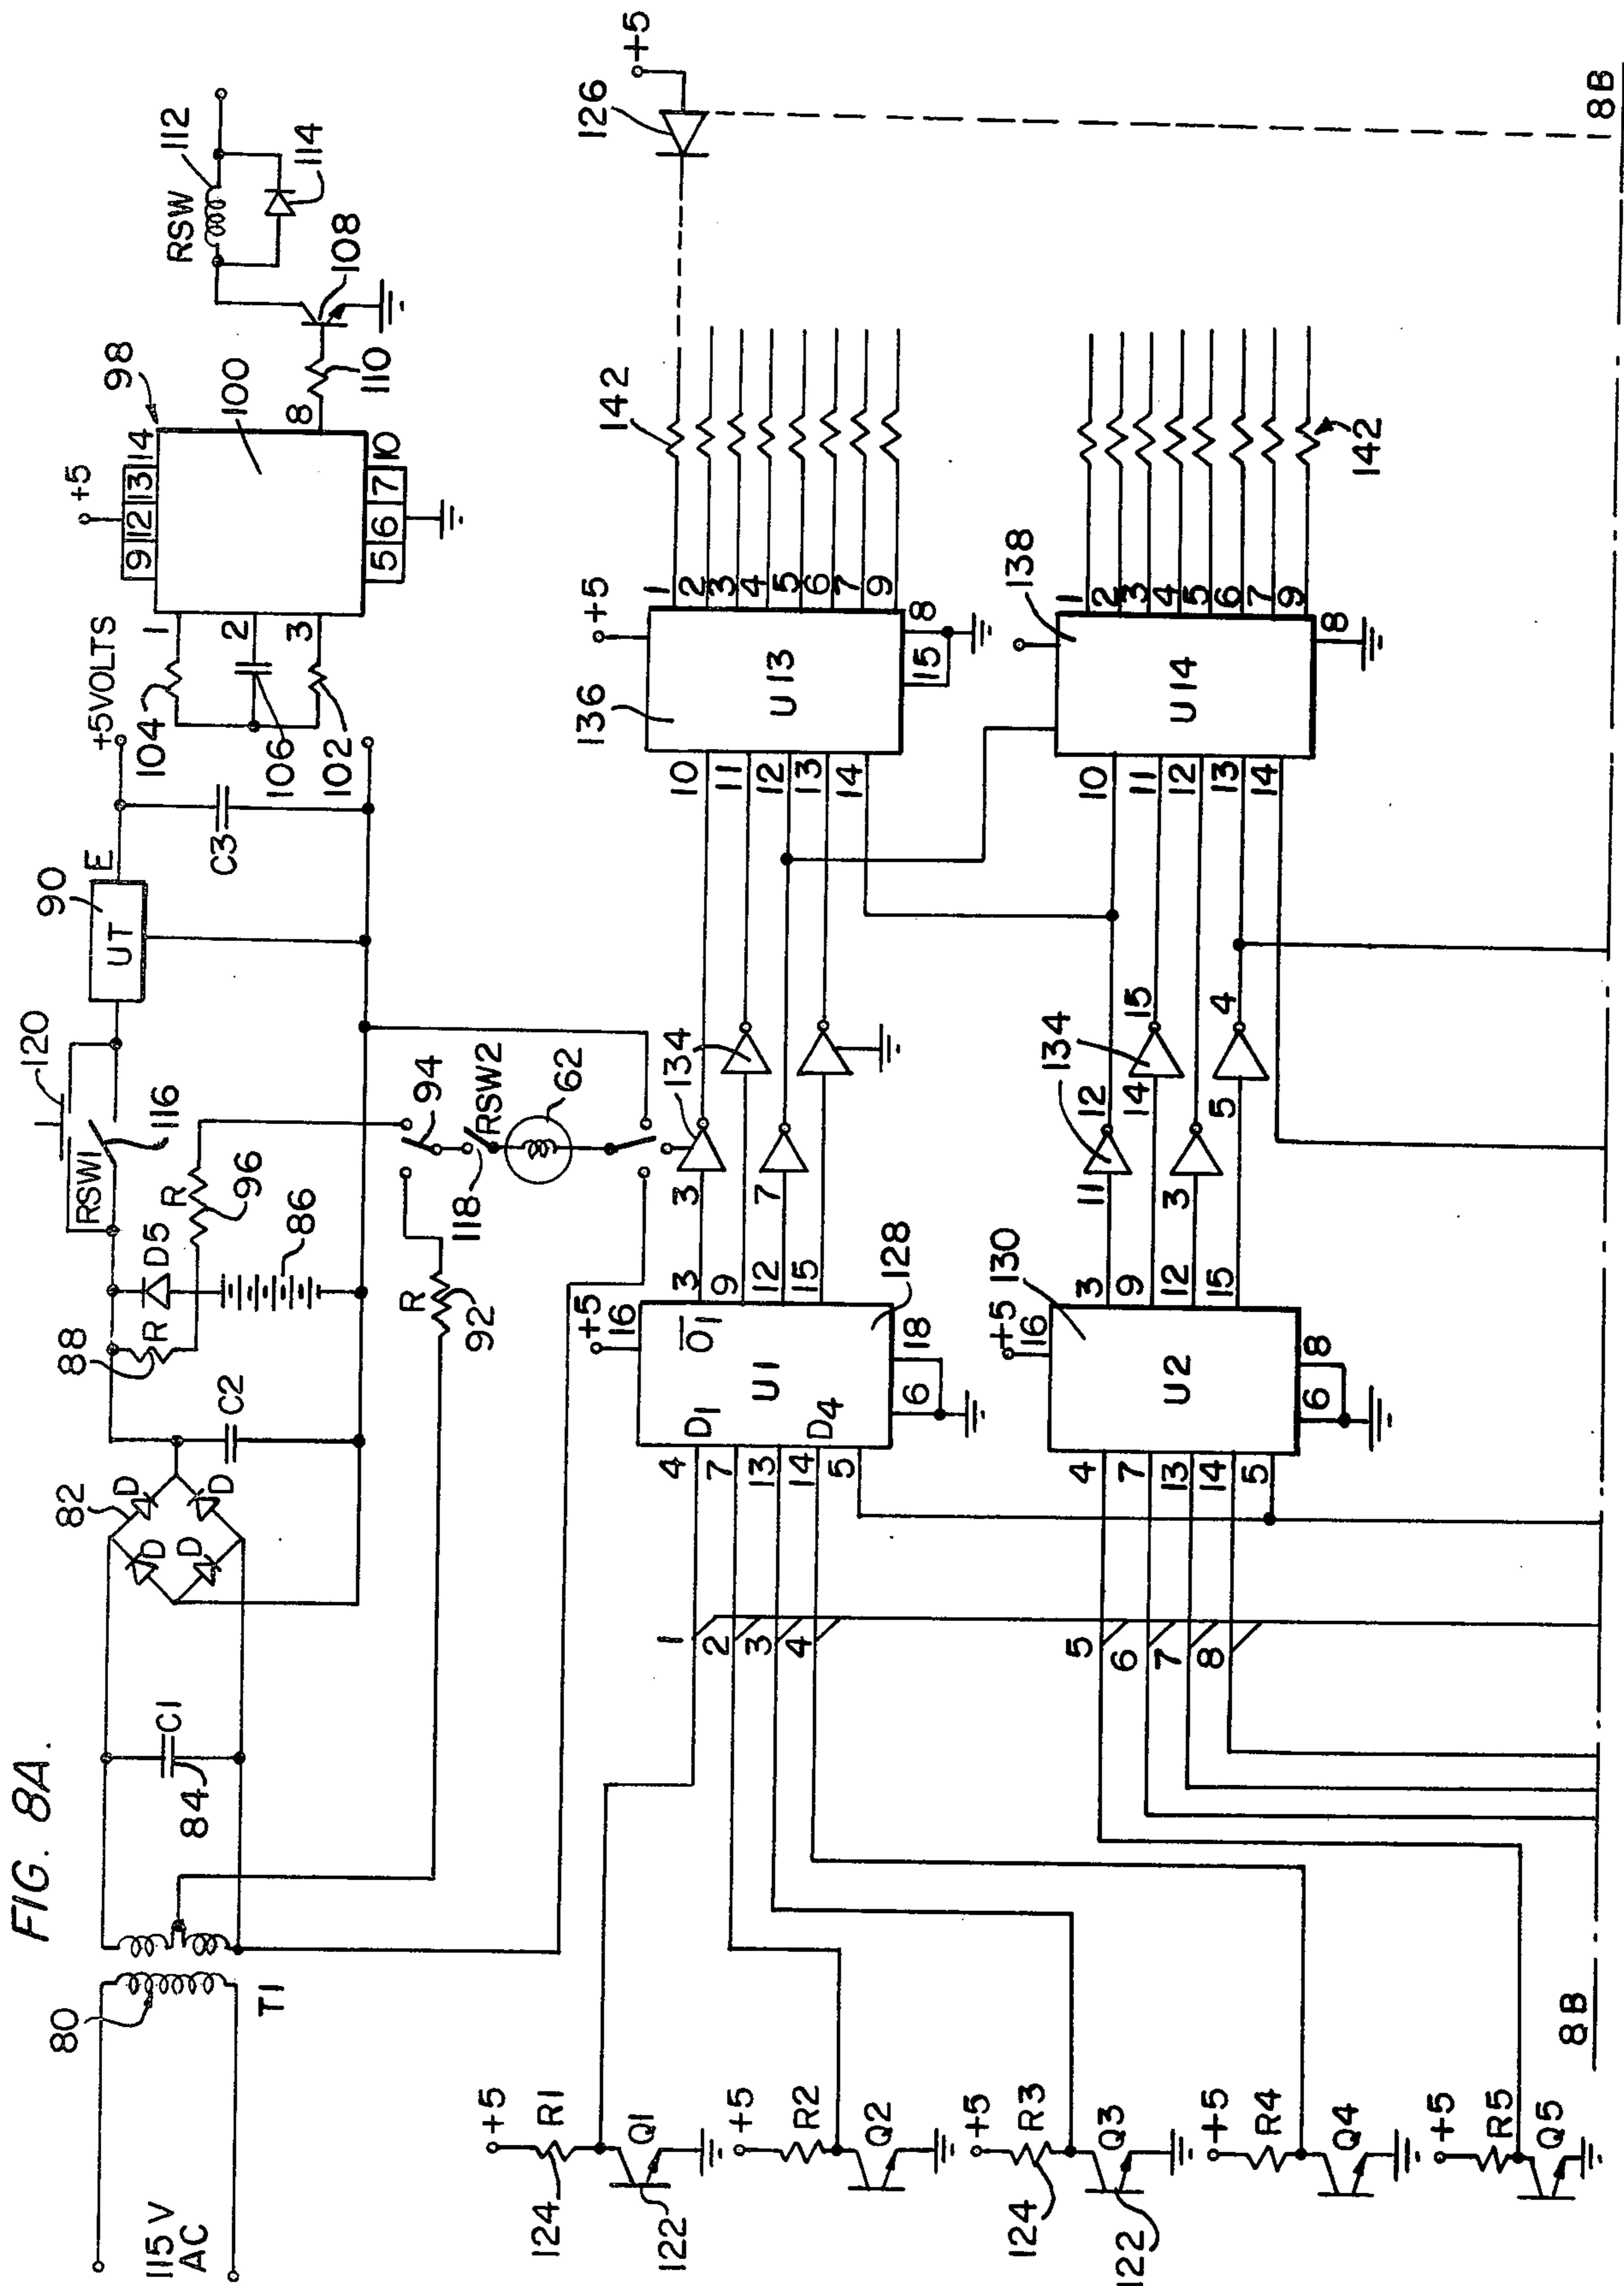 FIG. 8A.
80
T1
115 V
AC
C1
84
82
D
D
D
D
C2
88
R
D5
86
RSW1
116
120
R
96
90
UT
E
C3
+5VOLTS
104
106
102
1
2
3
+5
9 12 13 14
98
100
8
5 6 7 10
110
108
RSW
112
114
R
92
94
RSW2
118
62
+5
R1
124
Q1
122
+5
R2
Q2
+5
R3
124
Q3
122
+5
R4
Q4
+5
R5
Q5
1
2
3
4
5
6
7
8
4
7
13
14
5
D1
D4
U1
O1
+5
16
6
18
128
3
9
12
15
3
7
134
10
11
12
13
14
136
U13
+5
15
8
1
2
3
4
5
6
7
9
142
126
+5
4
7
13
14
5
U2
+5
16
130
6
8
3
9
12
15
11
12
134
14
15
3
5
4
10
11
12
13
14
138
U14
8
1
2
3
4
5
6
7
9
142
8B
8B